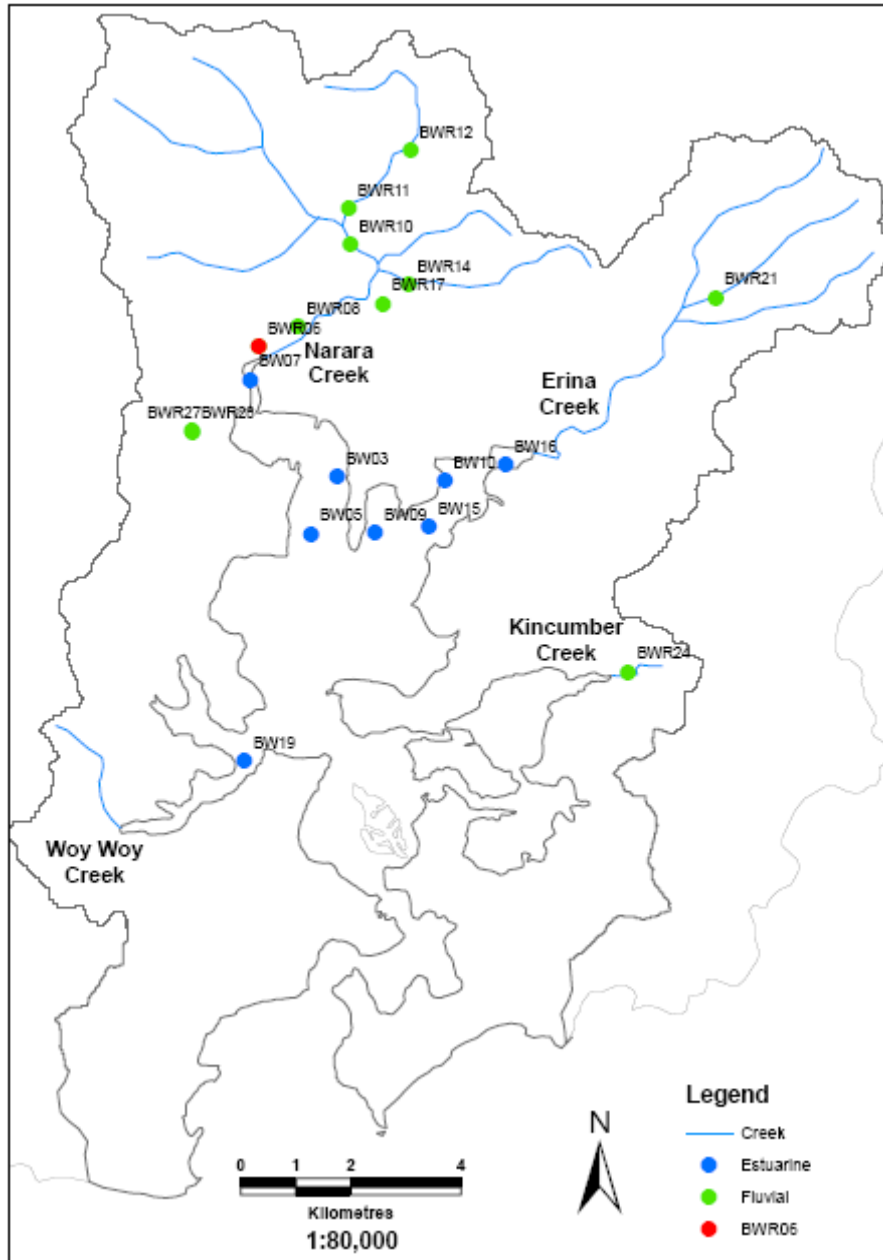 BWR12
BWR11
BWR10
BWR14
BWR17
BWR21
BWR08
BWR06
BW07
Narara
Creek
Erina
Creek
BWR27BWR28
BW03
BW10
BW16
BW05
BW09
BW15
Kincumber
Creek
BWR24
BW19
Woy Woy
Creek
Legend
N
Creek
Estuarine
Fluvial
BWR06
0 1 2 4
Kilometres
1:80,000